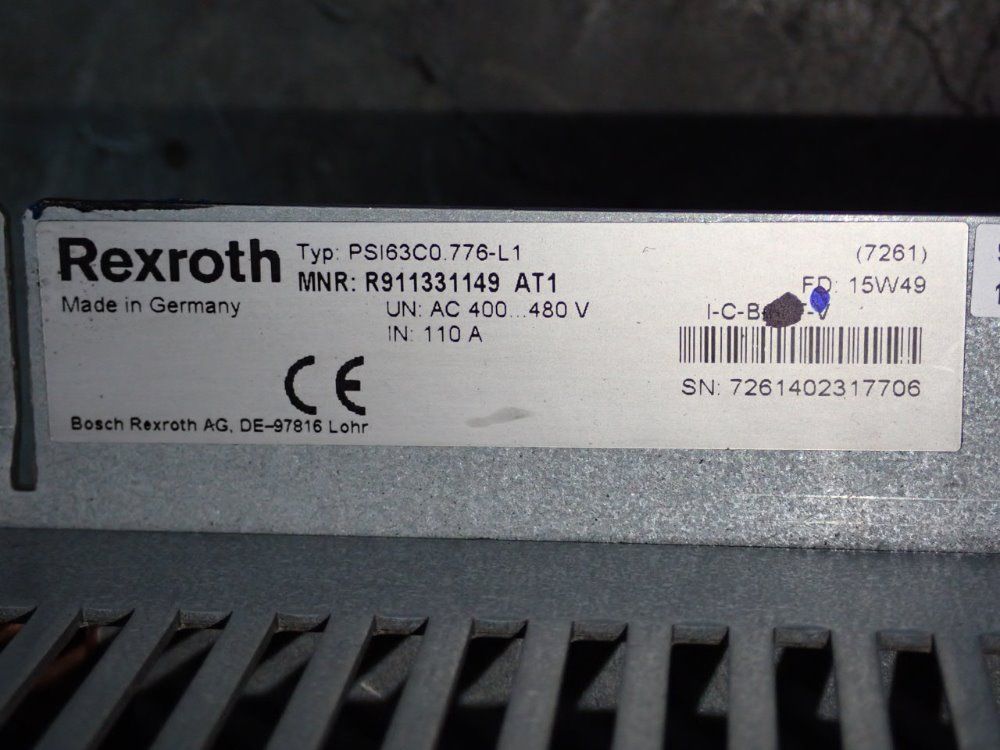 Rexroth
Typ: PSI63C0.776-L1
(7261)
MNR: R911331149 AT1
FD: 15W49
Made in Germany
UN: AC 400...480 V
IN: 110 A
SN: 7261402317706
CE
Bosch Rexroth AG, DE-97816 Lohr